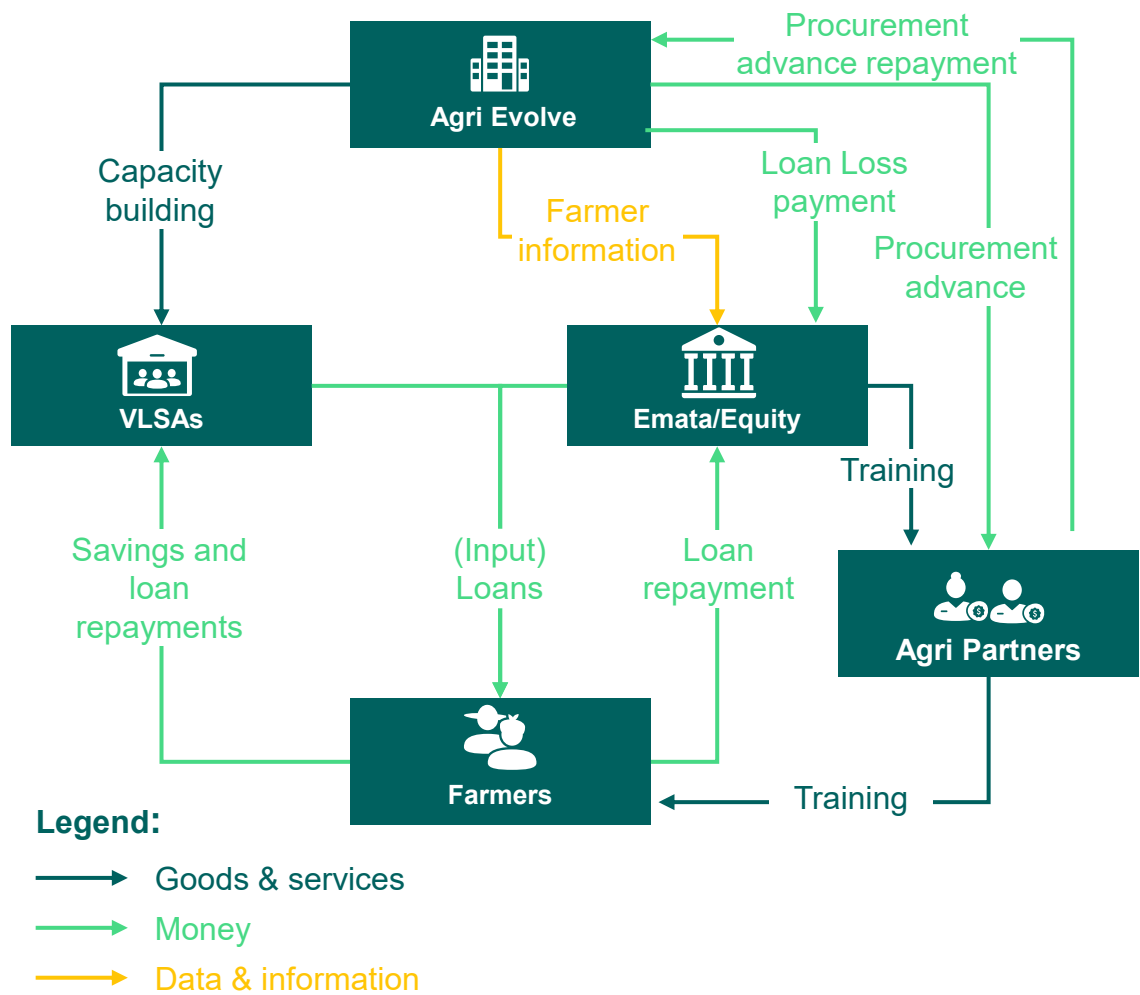 Procurement
advance repayment
Agri Evolve
Capacity
building
Loan Loss
payment
Farmer
information
Procurement
advance
VLSAs
Emata/Equity
Training
Savings and
loan
repayments
(Input)
Loans
Loan
repayment
Agri Partners
Farmers
Training
Legend:
Goods & services
Money
Data & information